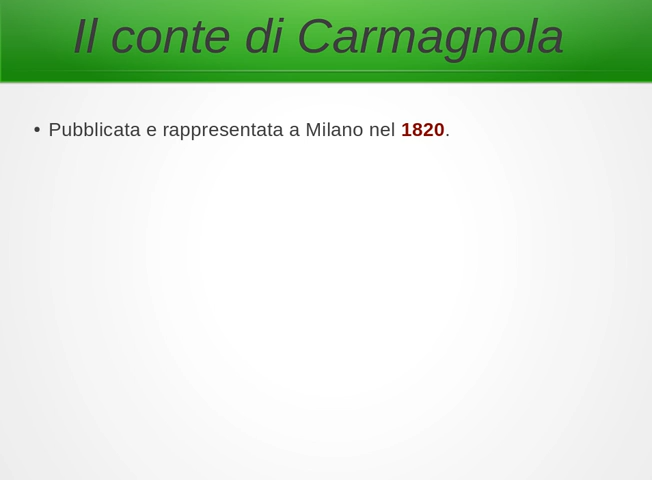 Il conte di Carmagnola
• Pubblicata e rappresentata a Milano nel 1820.